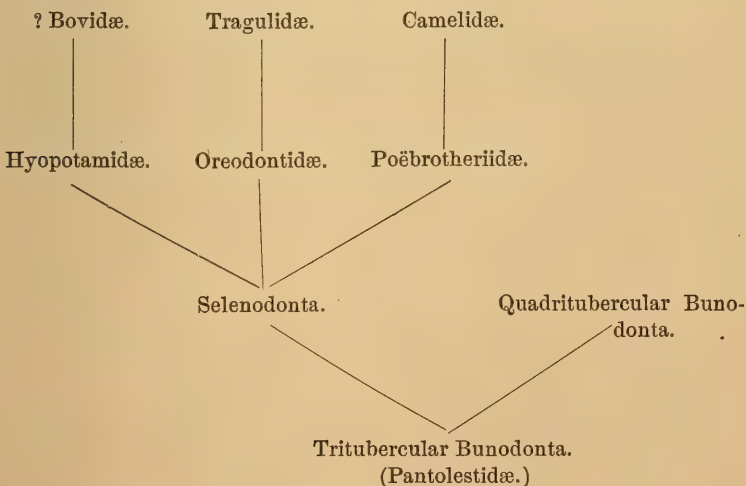 ? Bovidæ. Tragulidæ. Camelidæ.
Hyopotamidæ. Oreodontidæ. Poëbrotheriidæ.
Selenodonta. Quadritubercular Buno-
donta.
Tritubercular Bunodonta.
(Pantolestidæ.)